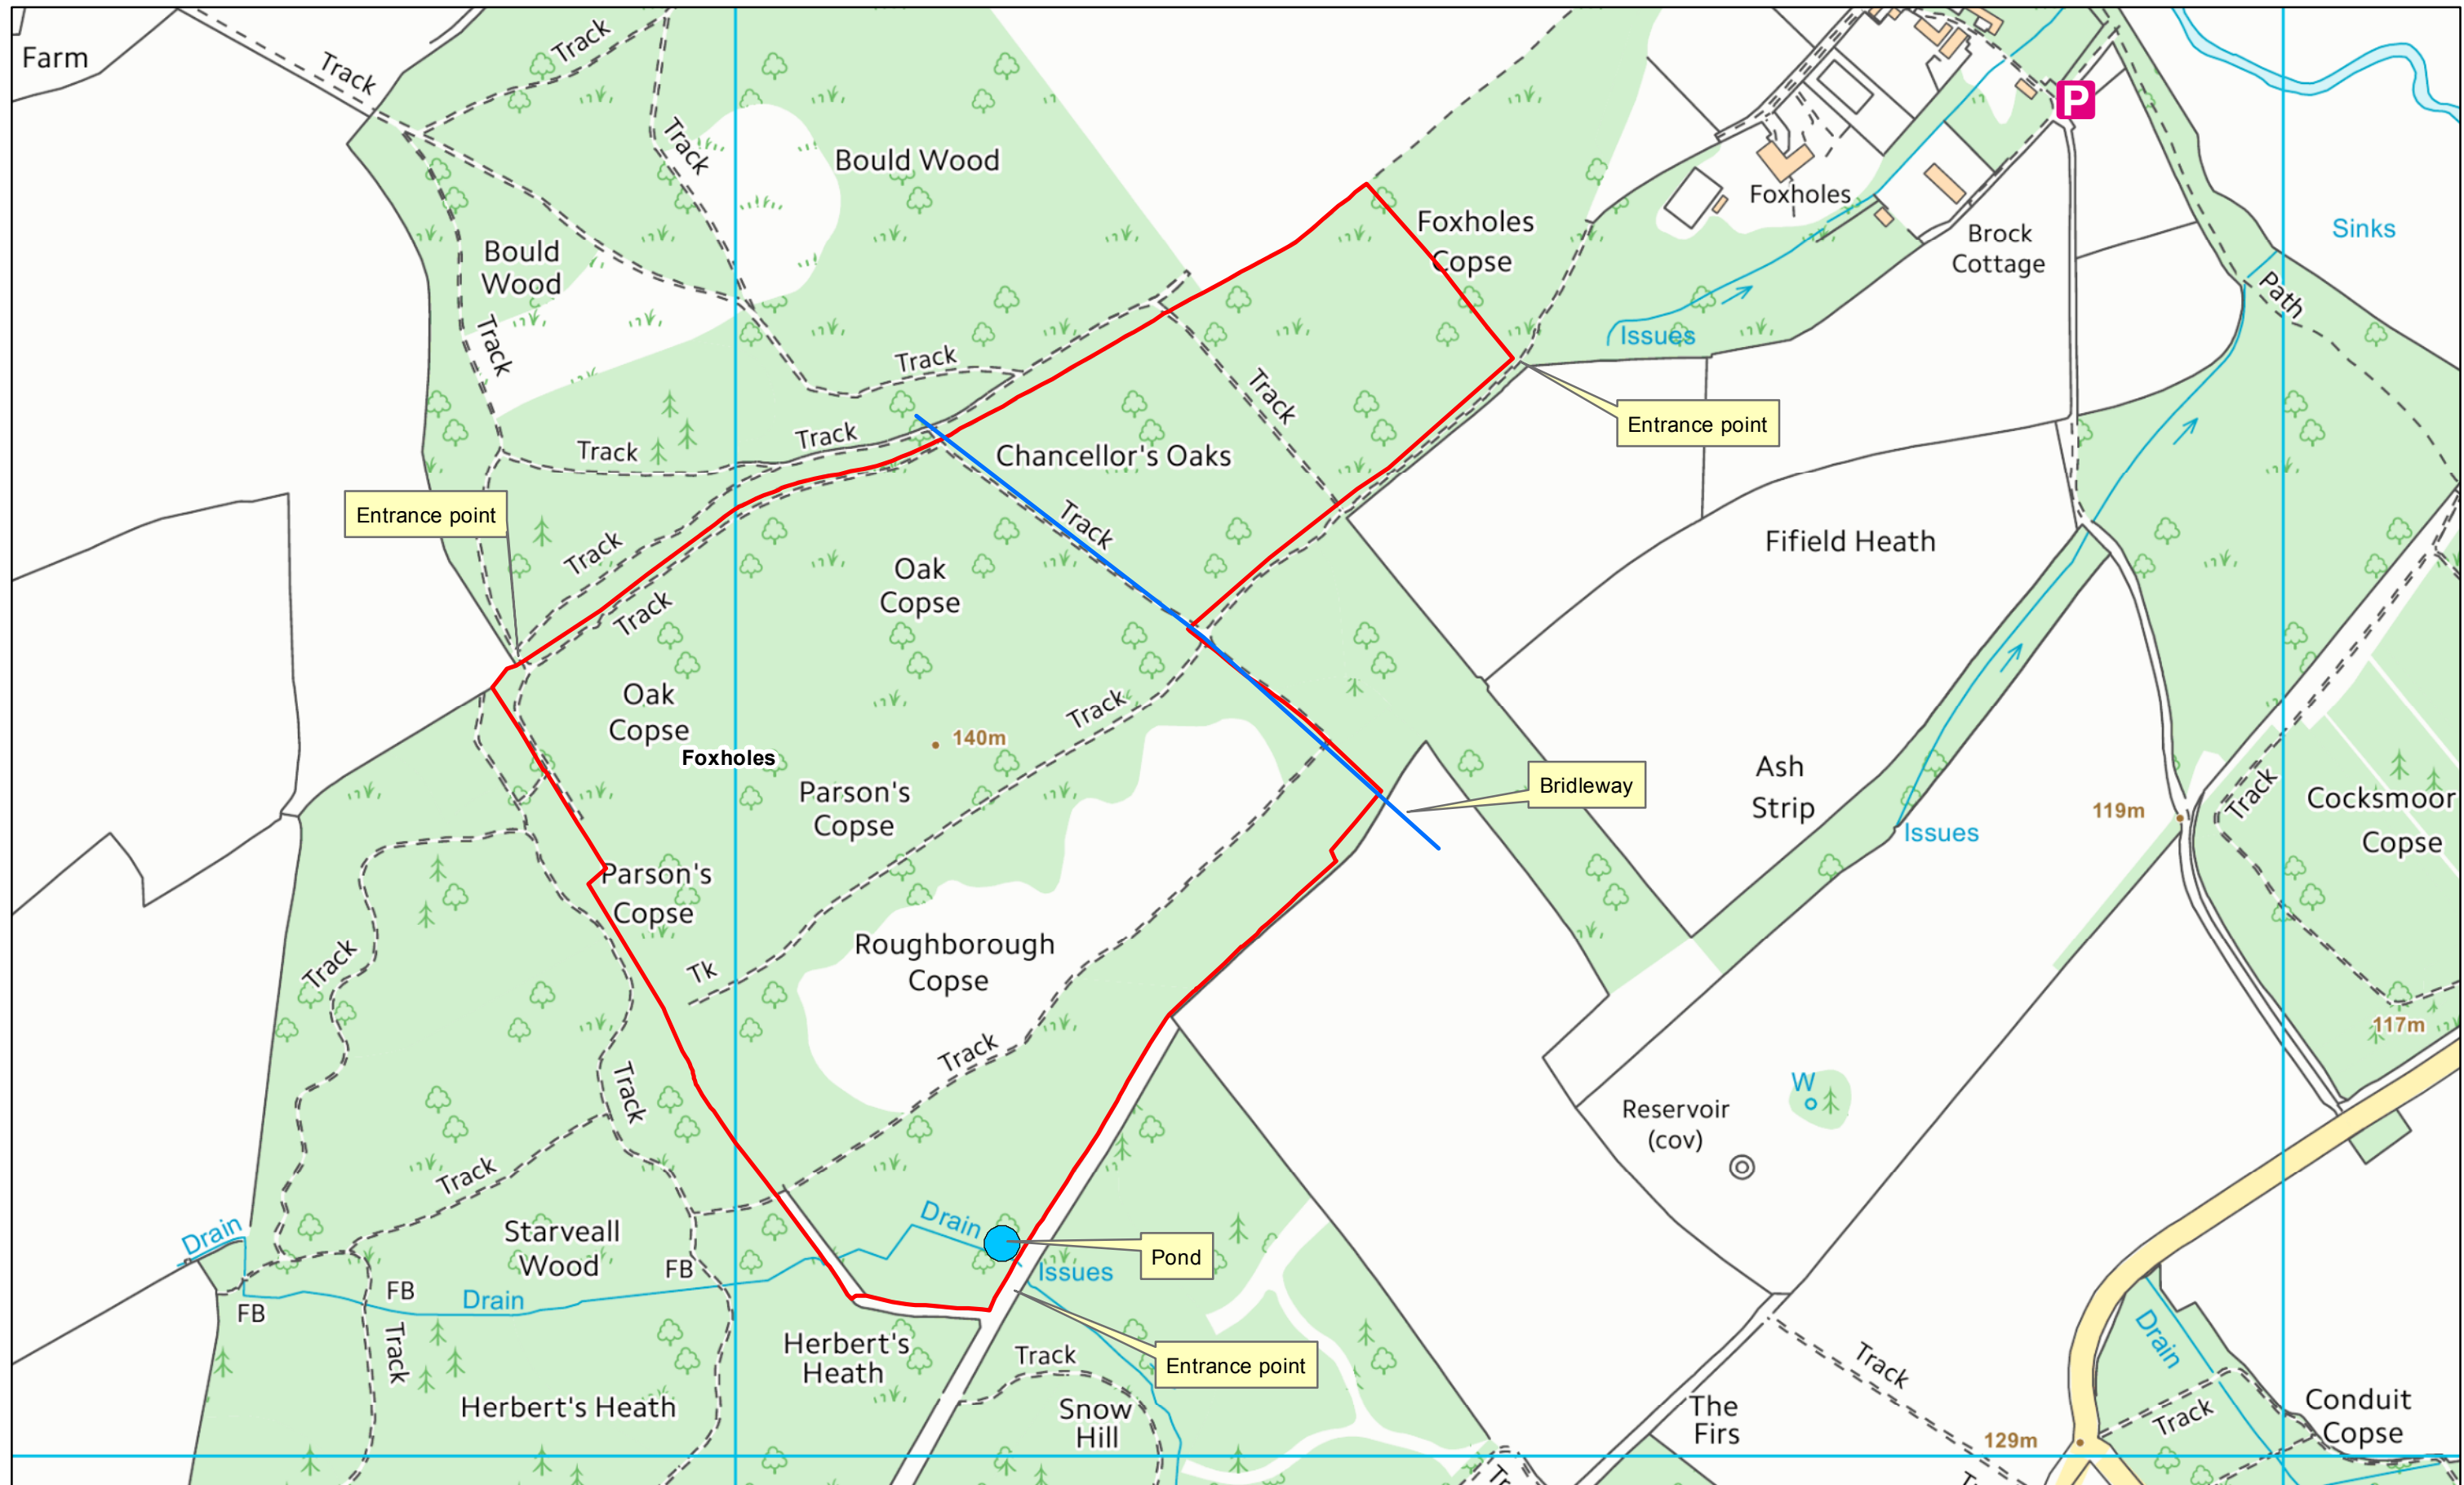 Farm
Track
Track
Track
Bould Wood
P
Foxholes
Foxholes
Copse
Brock
Cottage
Sinks
Path
Bould
Wood
Track
Issues
Track
Track
Entrance point
Track
Track
Chancellor's Oaks
Entrance point
Track
Fifield Heath
Track
Oak
Copse
Track
Oak
Copse
Track
140m
Foxholes
Bridleway
Ash
Strip
Parson's
Copse
119m
Track
Cocksmoor
Copse
Issues
Parson's
Copse
Roughborough
Copse
Track
Tk
117m
Track
Track
W
Reservoir
(cov)
Track
Drain
Drain
Starveall
Wood
Pond
Issues
FB
FB
FB
Drain
Track
Herbert's
Heath
Track
Entrance point
Herbert's Heath
Snow
Hill
The
Firs
Track
Drain
Track
Conduit
Copse
129m